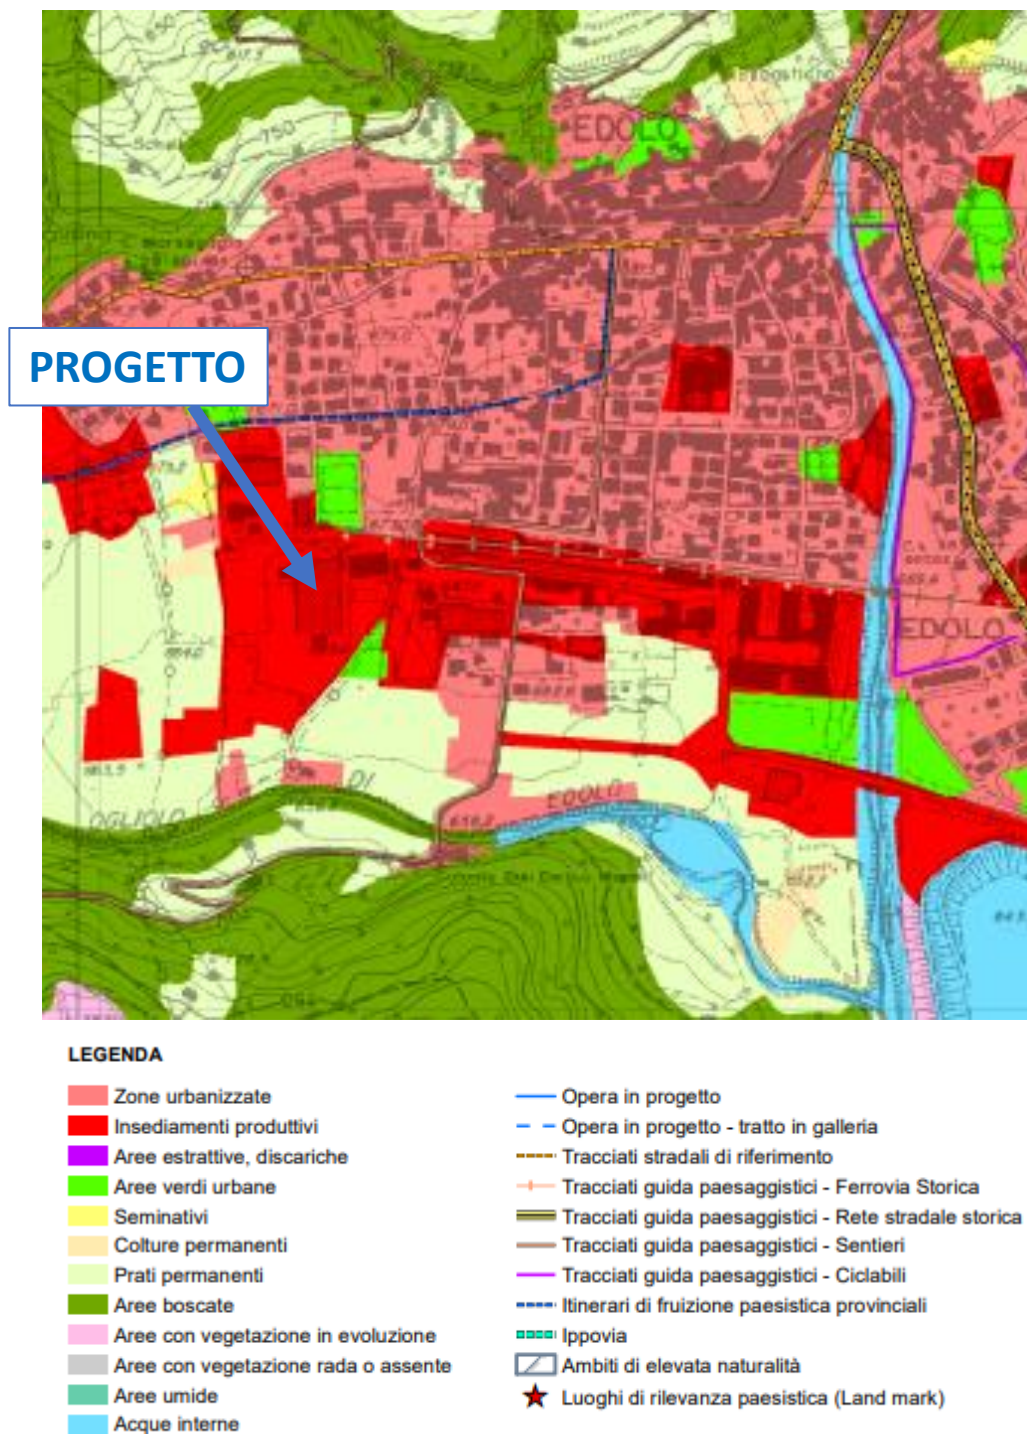 EDOLO
750
PROGETTO
EDOLO
OGLIOLO
DI
EDOLO
LEGENDA
Zone urbanizzate
Insediamenti produttivi
Aree estrattive, discariche
Aree verdi urbane
Seminativi
Colture permanenti
Prati permanenti
Aree boscate
Aree con vegetazione in evoluzione
Aree con vegetazione rada o assente
Aree umide
Acque interne
Opera in progetto
Opera in progetto - tratto in galleria
Tracciati stradali di riferimento
Tracciati guida paesaggistici - Ferrovia Storica
Tracciati guida paesaggistici - Rete stradale storica
Tracciati guida paesaggistici - Sentieri
Tracciati guida paesaggistici - Ciclabili
Itinerari di fruizione paesistica provinciali
Ippovia
Ambiti di elevata naturalità
Luoghi di rilevanza paesistica (Land mark)